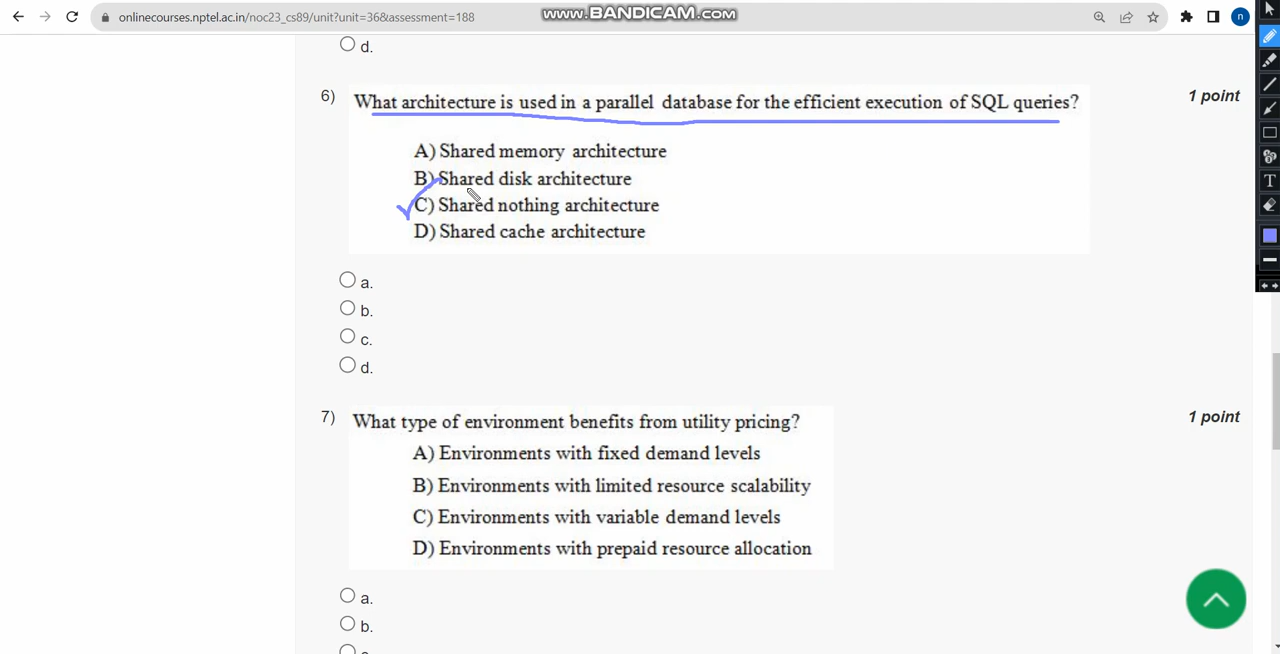 onlinecourses.nptel.ac.in/noc23_cs89/unit?unit=36&assessment=188
www.BANDICAM.com
n
d.
6) What architecture is used in a parallel database for the efficient execution of SQL queries? 1 point
A) Shared memory architecture
B) Shared disk architecture
C) Shared nothing architecture
D) Shared cache architecture
a.
b.
c.
d.
7) What type of environment benefits from utility pricing? 1 point
A) Environments with fixed demand levels
B) Environments with limited resource scalability
C) Environments with variable demand levels
D) Environments with prepaid resource allocation
a.
b.